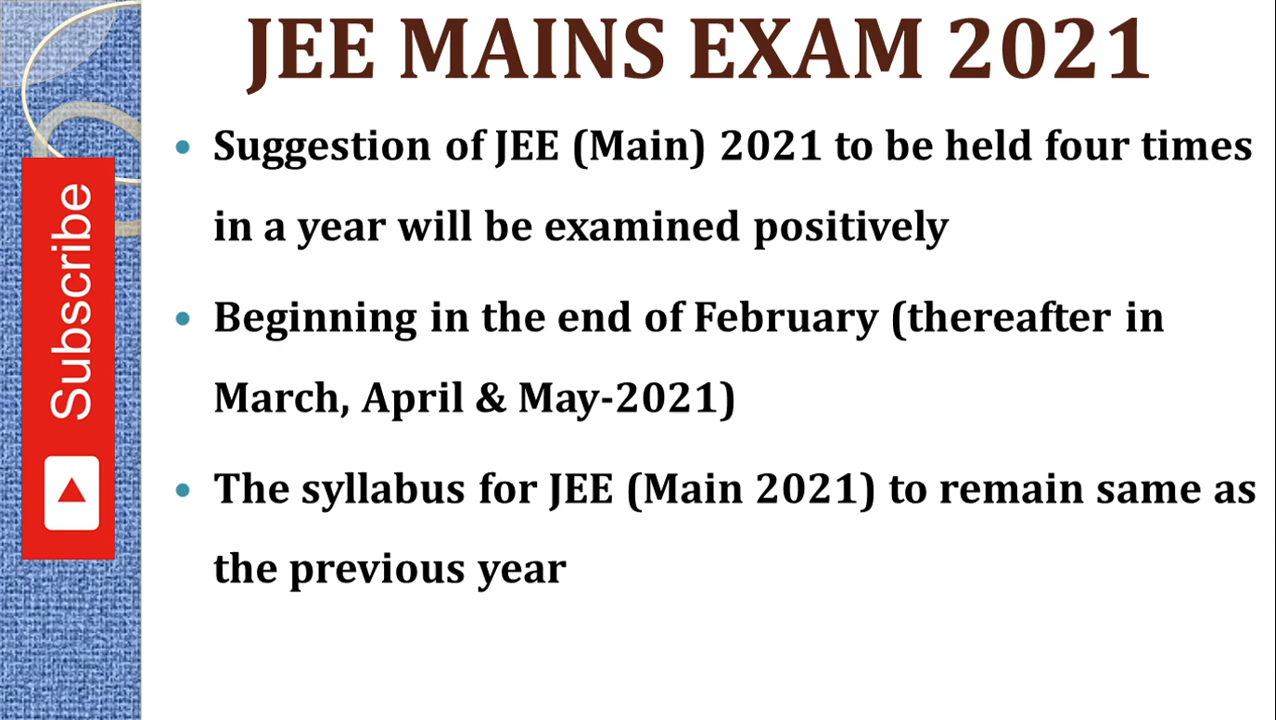 JEE MAINS EXAM 2021
Subscribe
• Suggestion of JEE (Main) 2021 to be held four times
in a year will be examined positively
• Beginning in the end of February (thereafter in
March, April & May-2021)
• The syllabus for JEE (Main 2021) to remain same as
the previous year